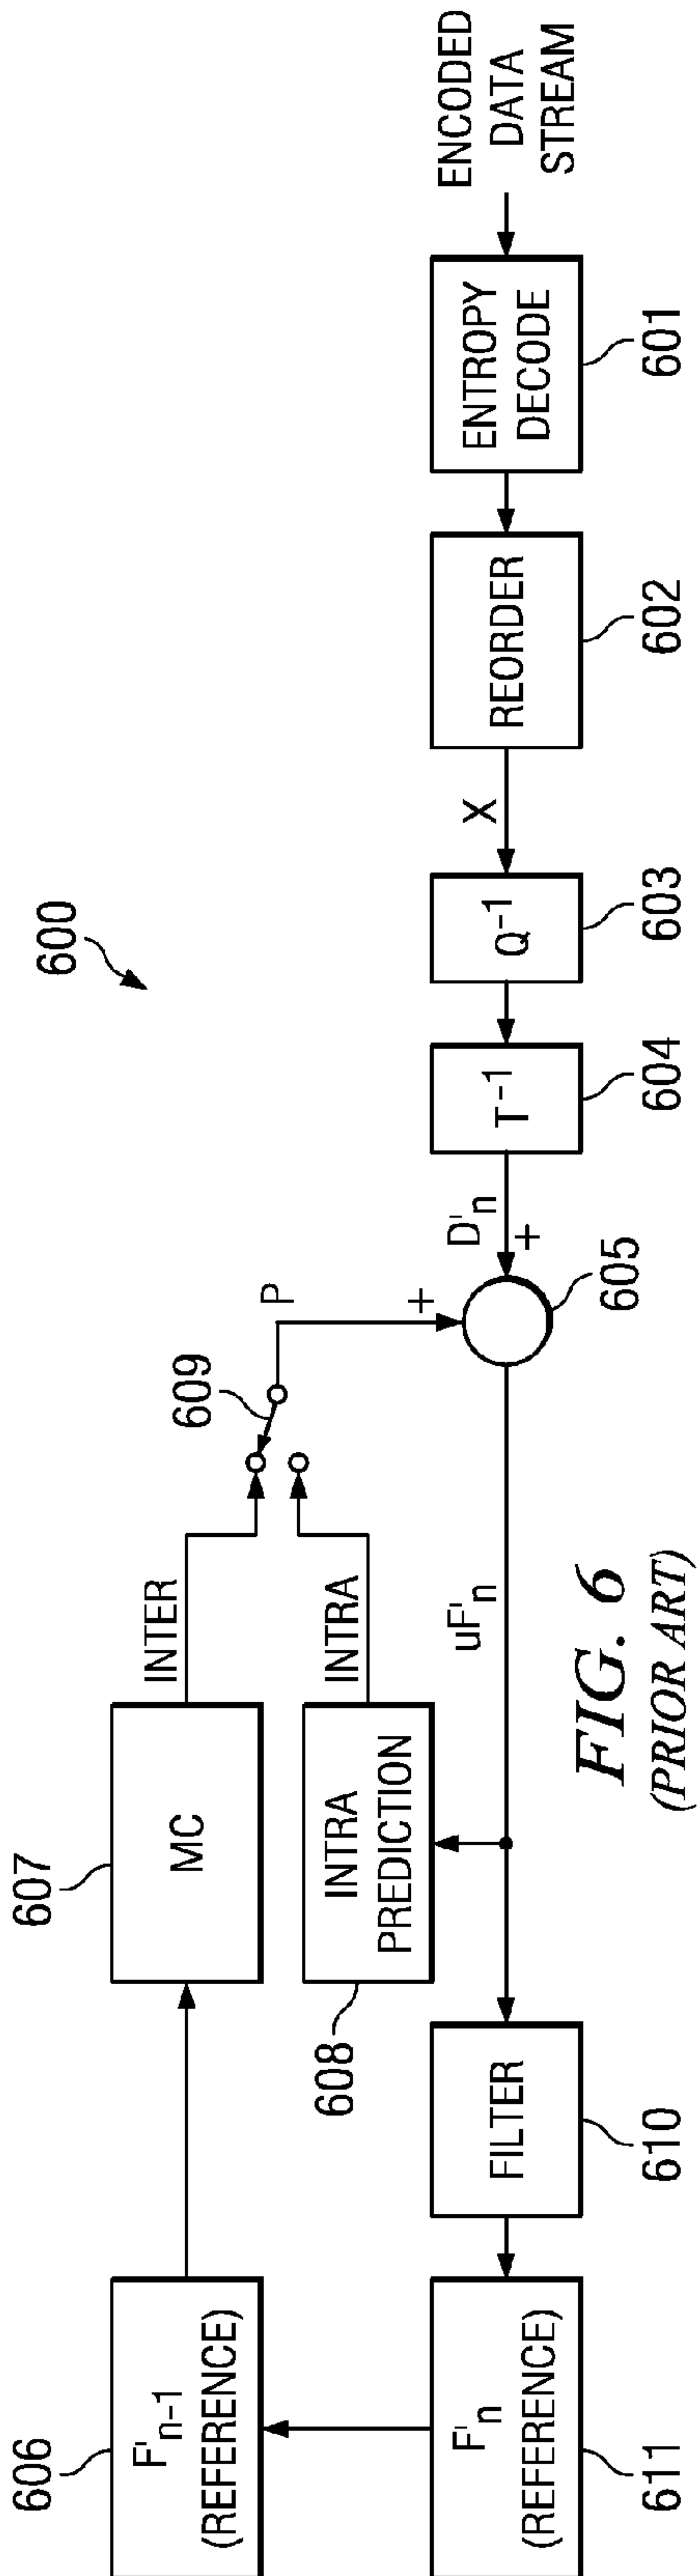 600
606
F'n-1
(REFERENCE)
607
MC
INTER
609
P
+
608
INTRA
PREDICTION
INTRA
F'n
(REFERENCE)
611
FILTER
610
uF'n
605
D'n
+
T-1
604
Q-1
603
X
REORDER
602
ENTROPY
DECODE
601
ENCODED
DATA
STREAM
FIG. 6
(PRIOR ART)